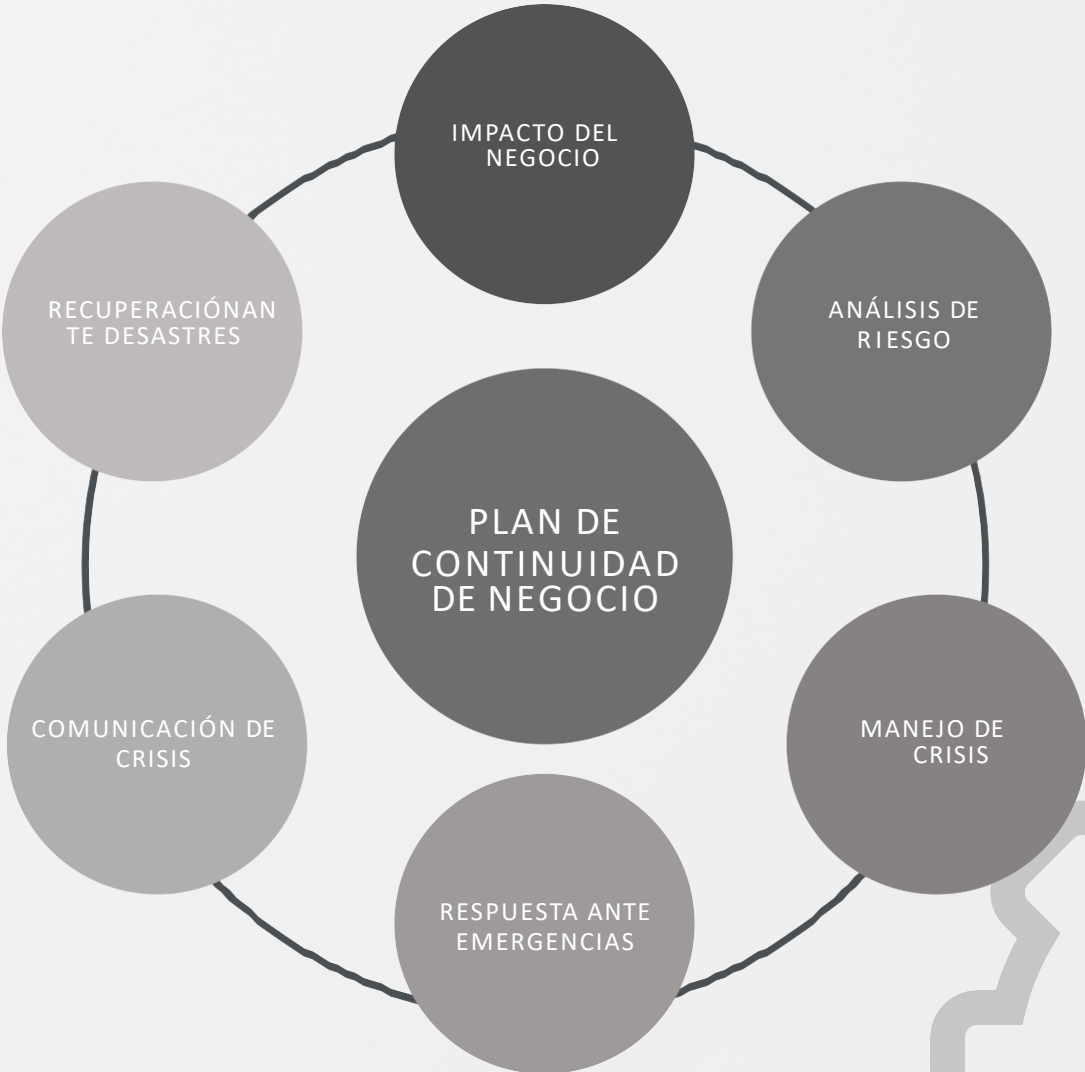 IMPACTO DEL
NEGOCIO
ANÁLISIS DE
RIESGO
MANEJO DE
CRISIS
RESPUESTA ANTE
EMERGENCIAS
COMUNICACIÓN DE
CRISIS
RECUPERACIÓNAN
TE DESASTRES
PLAN DE
CONTINUIDAD
DE NEGOCIO